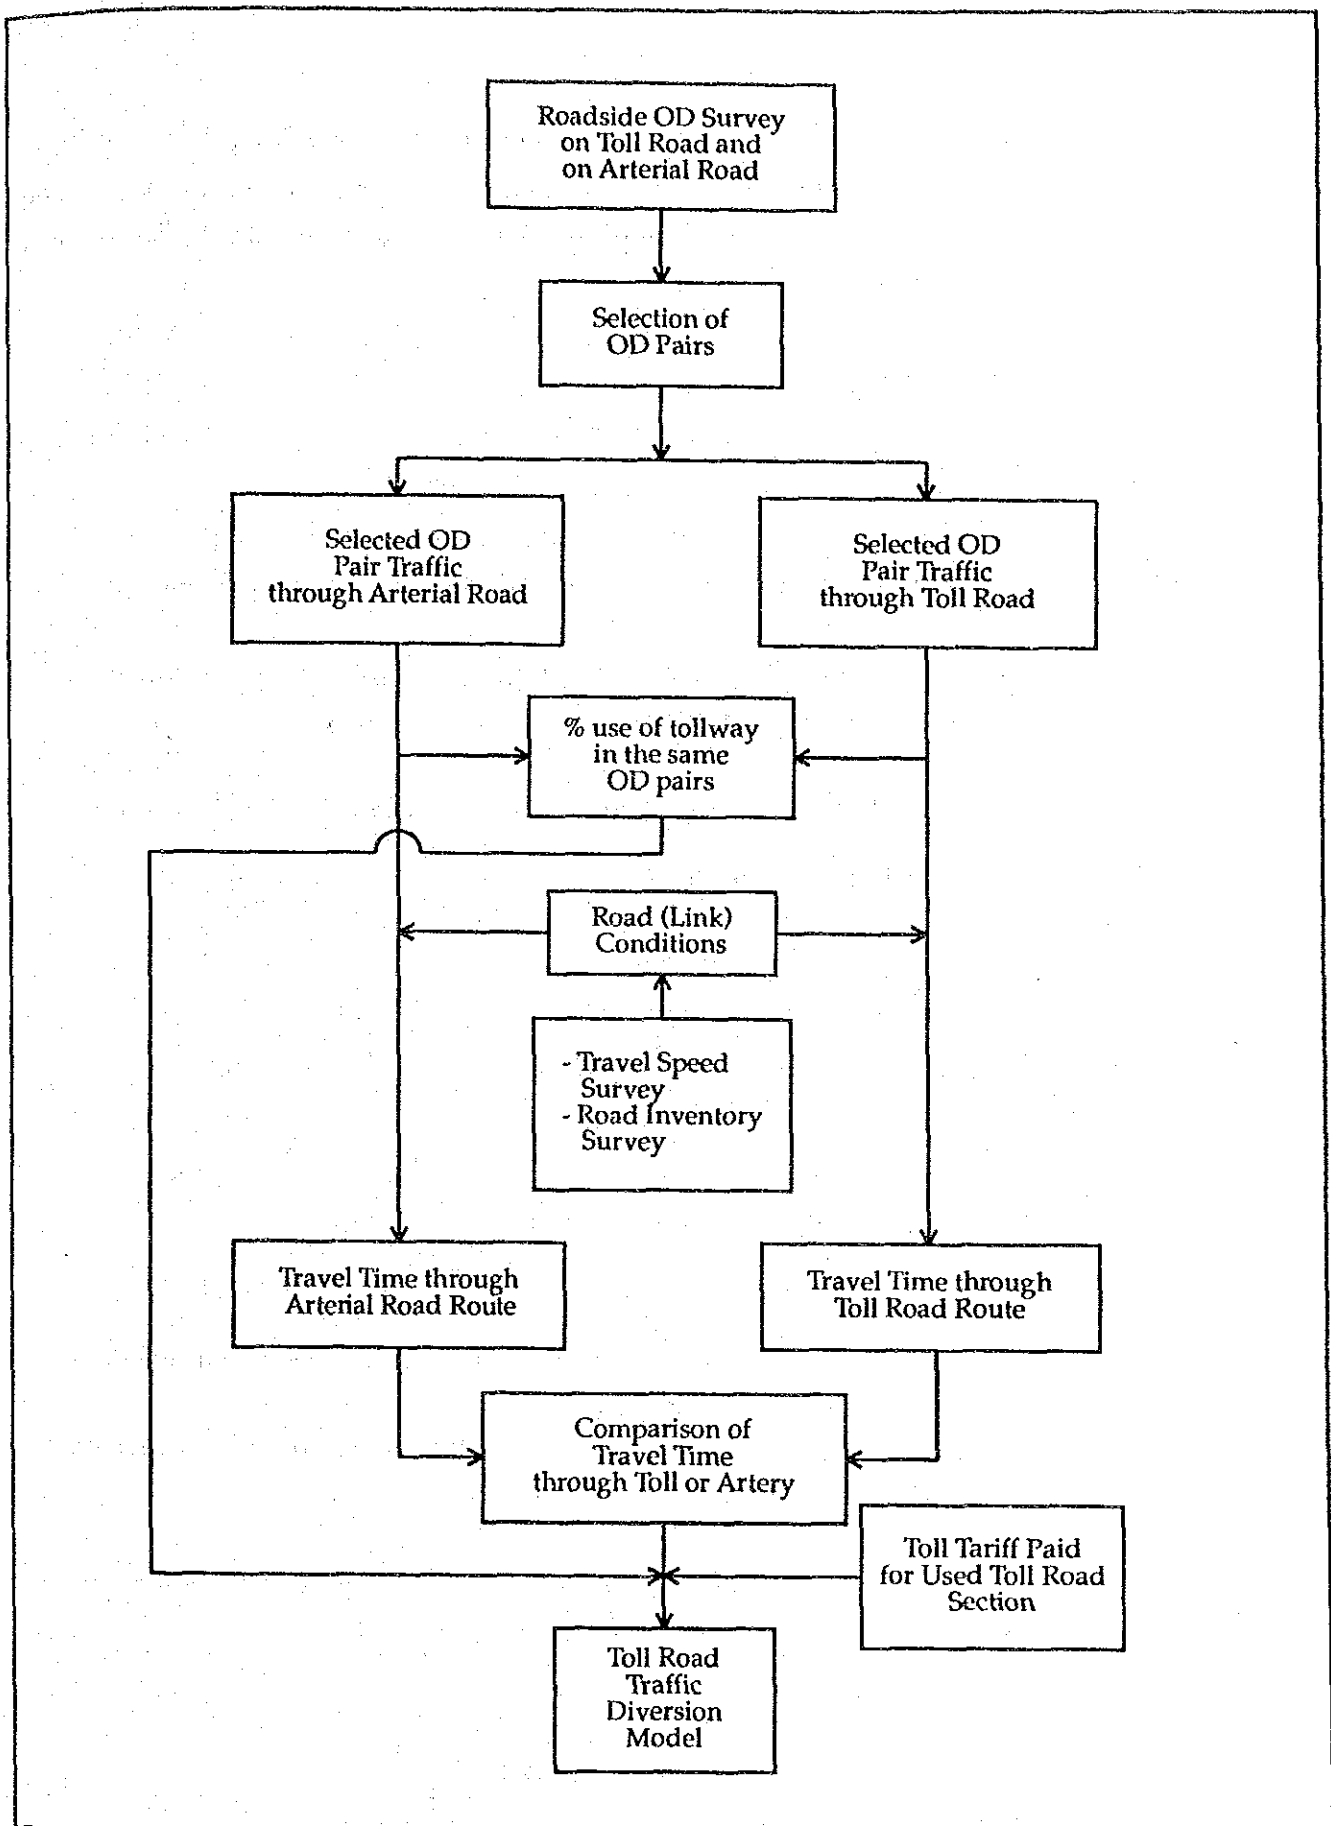 Roadside OD Survey
on Toll Road and
on Arterial Road
Selection of
OD Pairs
Selected OD
Pair Traffic
through Arterial Road
Selected OD
Pair Traffic
through Toll Road
% use of tollway
in the same
OD pairs
Road (Link)
Conditions
- Travel Speed
Survey
- Road Inventory
Survey
Travel Time through
Arterial Road Route
Travel Time through
Toll Road Route
Comparison of
Travel Time
through Toll or Artery
Toll Tariff Paid
for Used Toll Road
Section
Toll Road
Traffic
Diversion
Model